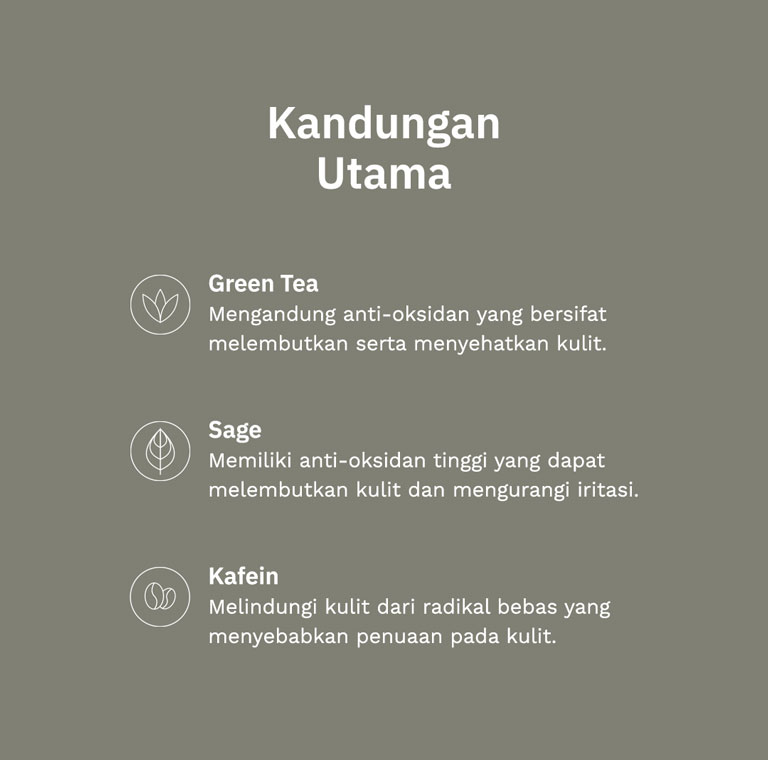 Kandungan
Utama
Green Tea
Mengandung anti-oksidan yang bersifat
melembutkan serta menyehatkan kulit.
Sage
Memiliki anti-oksidan tinggi yang dapat
melembutkan kulit dan mengurangi iritasi.
Kafein
Melindungi kulit dari radikal bebas yang
menyebabkan penuaan pada kulit.